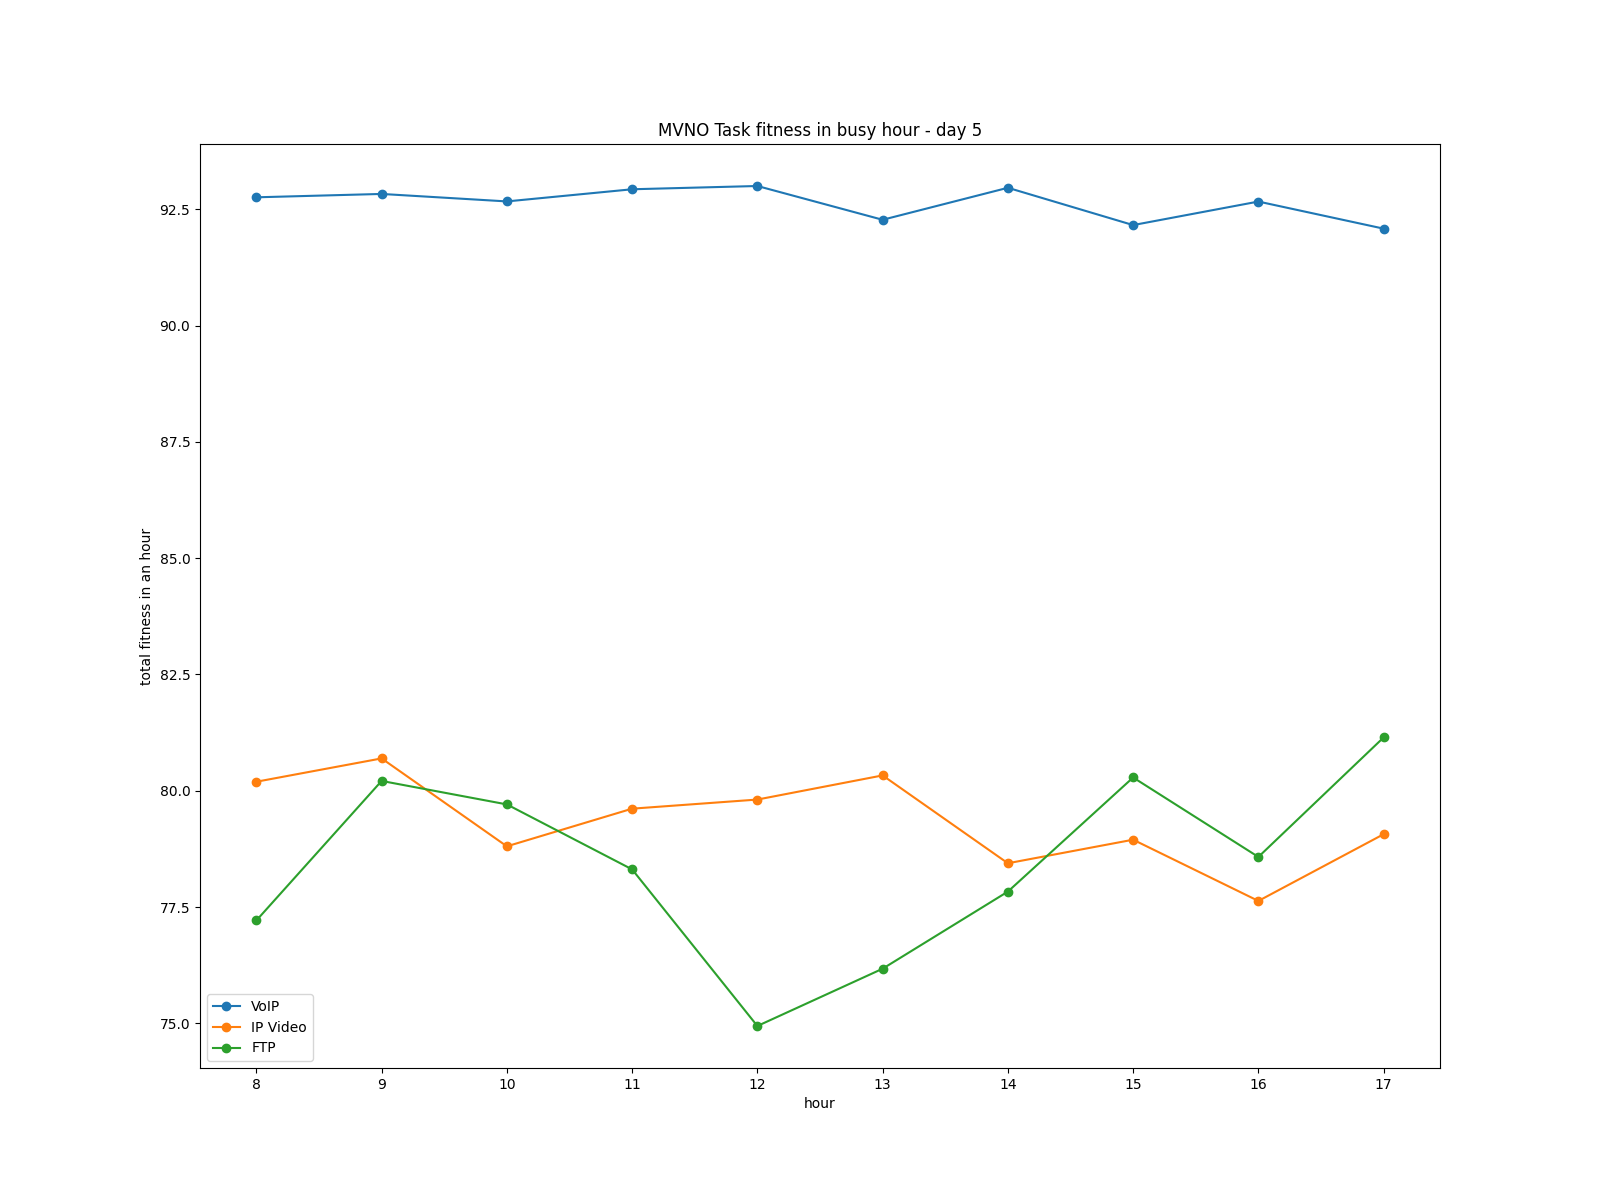 MVNO Task fitness in busy hour - day 5
total fitness in an hour
92.5
90.0
87.5
85.0
82.5
80.0
77.5
75.0
VoIP
IP Video
FTP
8 9 10 11 12 13 14 15 16 17
hour